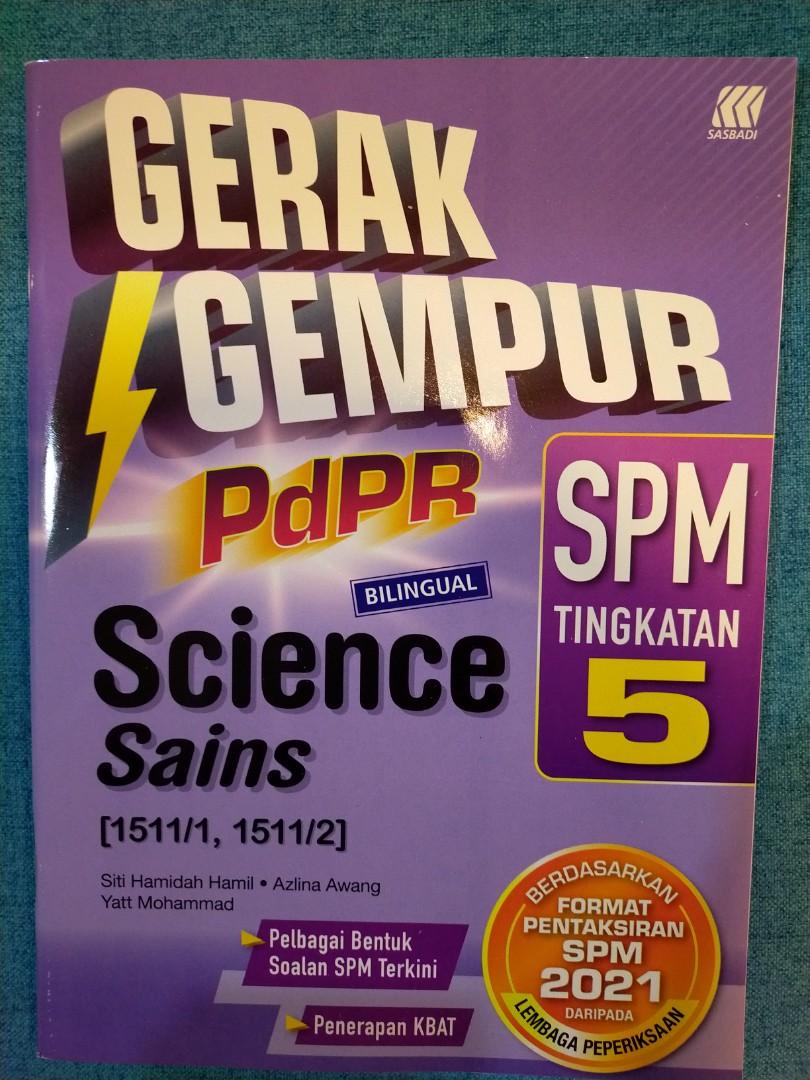 SASBADI
GERAK
GEMPUR
PdPR
BILINGUAL
Science
Sains
[1511/1, 1511/2]
Siti Hamidah Hamil • Azlina Awang
Yatt Mohammad
SPM
TINGKATAN
5
Pelbagai Bentuk
Soalan SPM Terkini
Penerapan KBAT
BERDASARKAN
FORMAT
PENTAKSIRAN
SPM
2021
DARIPADA
LEMBAGA PEPERIKSAAN